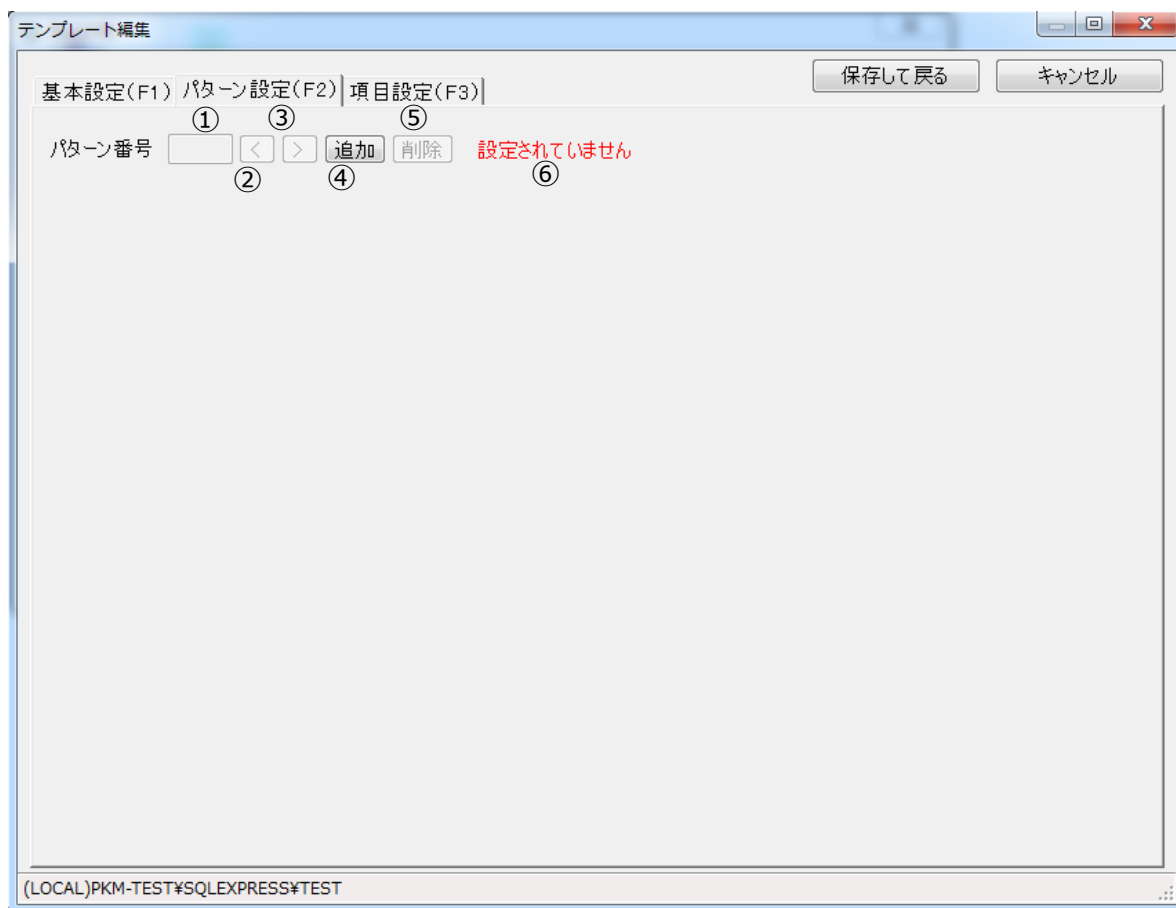 テンプレート編集
保存して戻る キャンセル
基本設定(F1) パターン設定(F2) 項目設定(F3)
① ③ ⑤
パターン番号 < > 追加 削除 設定されていません
② ④ ⑥
(LOCAL)PKM-TEST¥SQLEXPRESS¥TEST